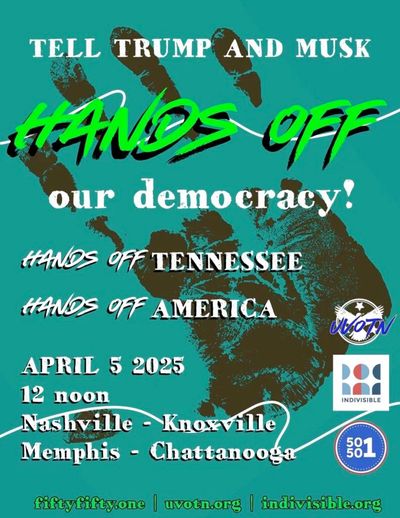 TELL TRUMP AND MUSK
HANDS OFF
our democracy!
HANDS OFF TENNESSEE
HANDS OFF AMERICA
UVOTN
APRIL 5 2025
12 noon
Nashville - Knoxville
Memphis - Chattanooga
INDIVISIBLE
50
50 1
fiftyfifty.one | uvotn.org | indivisible.org